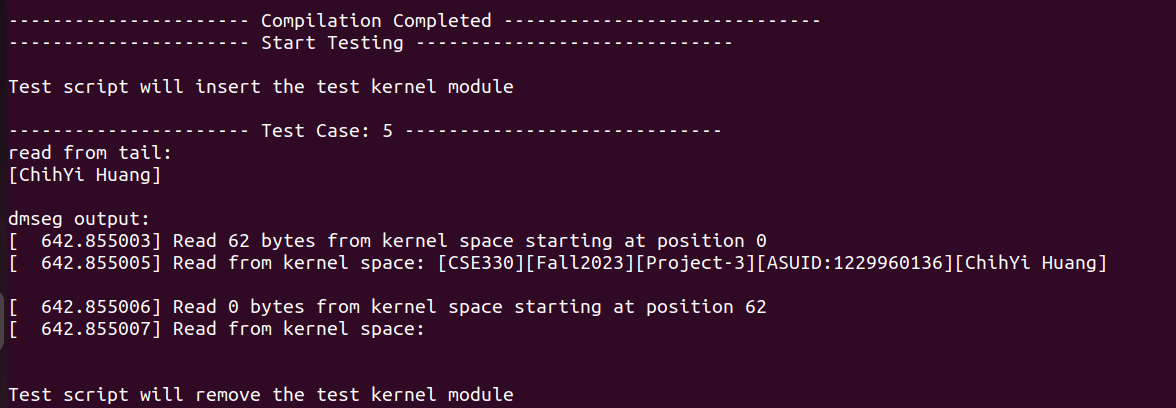 ---------------------- Compilation Completed -----------------------------
---------------------- Start Testing -----------------------------
Test script will insert the test kernel module
---------------------- Test Case: 5 -----------------------------
read from tail:
[ChihYi Huang]
dmseg output:
[  642.855003] Read 62 bytes from kernel space starting at position 0
[  642.855005] Read from kernel space: [CSE330][Fall2023][Project-3][ASUID:1229960136][ChihYi Huang]
[  642.855006] Read 0 bytes from kernel space starting at position 62
[  642.855007] Read from kernel space:
Test script will remove the test kernel module